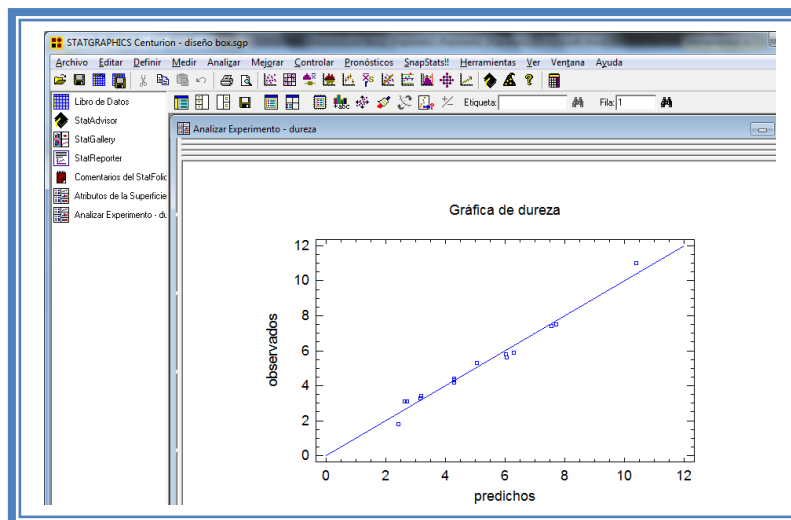 STATGRAPHICS Centurion - diseño box.sgp
Archivo Editar Definir Medir Analizar Mejorar Controlar Pronósticos SnapStats!! Herramientas Ver Ventana Ayuda
Libro de Datos
StatAdvisor
StatGallery
StatReporter
Comentarios del StatFolio
Atributos de la Superficie
Analizar Experimento - du
Etiqueta: Fila: 1
Analizar Experimento - dureza
Gráfica de dureza
observados
12
10
8
6
4
2
0
0 2 4 6 8 10 12
predichos